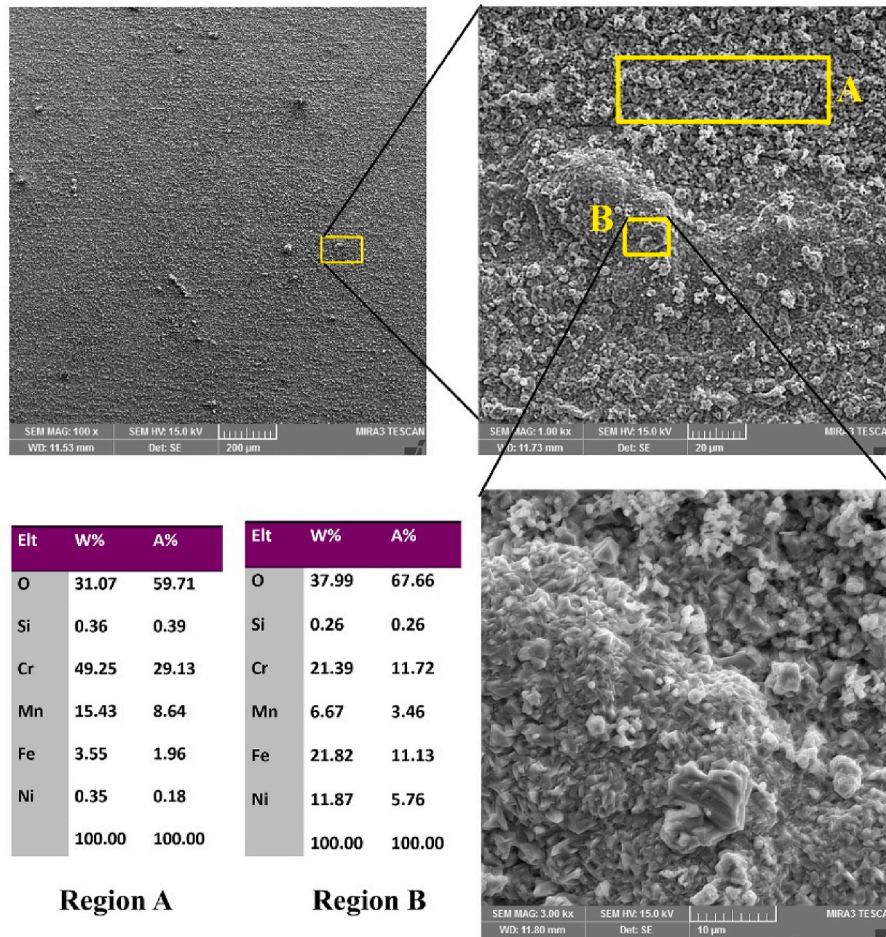 A
B
SEM MAG: 100 x SEM HV: 15.0 kV MIRA3 TESCAN
WD: 11.53 mm Det: SE 200 µm
SEM MAG: 1.00 kx SEM HV: 15.0 kV MIRA3 TESCAN
WD: 11.73 mm Det: SE 20 µm
Elt W% A%
O 31.07 59.71
Si 0.36 0.39
Cr 49.25 29.13
Mn 15.43 8.64
Fe 3.55 1.96
Ni 0.35 0.18
100.00 100.00
Region A
Elt W% A%
O 37.99 67.66
Si 0.26 0.26
Cr 21.39 11.72
Mn 6.67 3.46
Fe 21.82 11.13
Ni 11.87 5.76
100.00 100.00
Region B
SEM MAG: 3.00 kx SEM HV: 15.0 kV MIRA3 TESCAN
WD: 11.80 mm Det: SE 10 µm